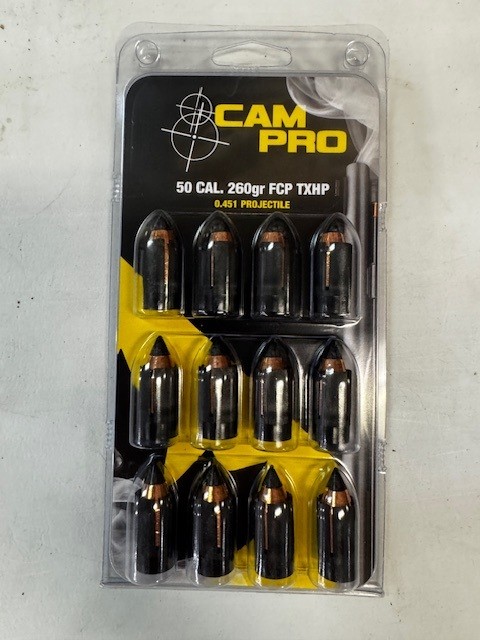 CAM
PRO
50 CAL. 260gr FCP TXHP
0.451 PROJECTILE